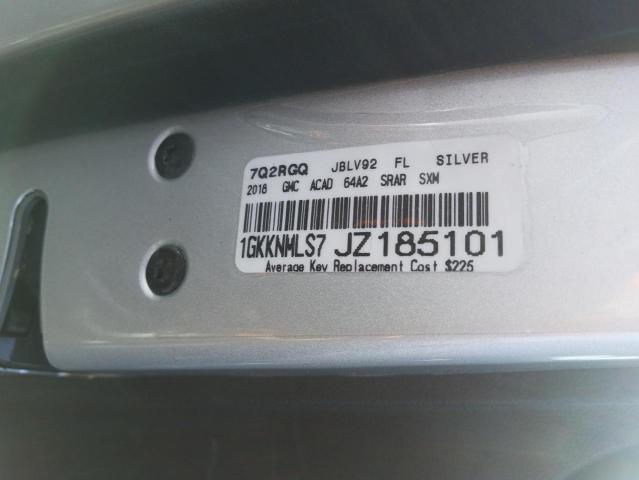 7Q2RGQ JBLV92 FL SILVER
2018 GMC ACAD 64A2 SRAR SXM
1GKKNMLS7 JZ185101
Average Key Replacement Cost $225